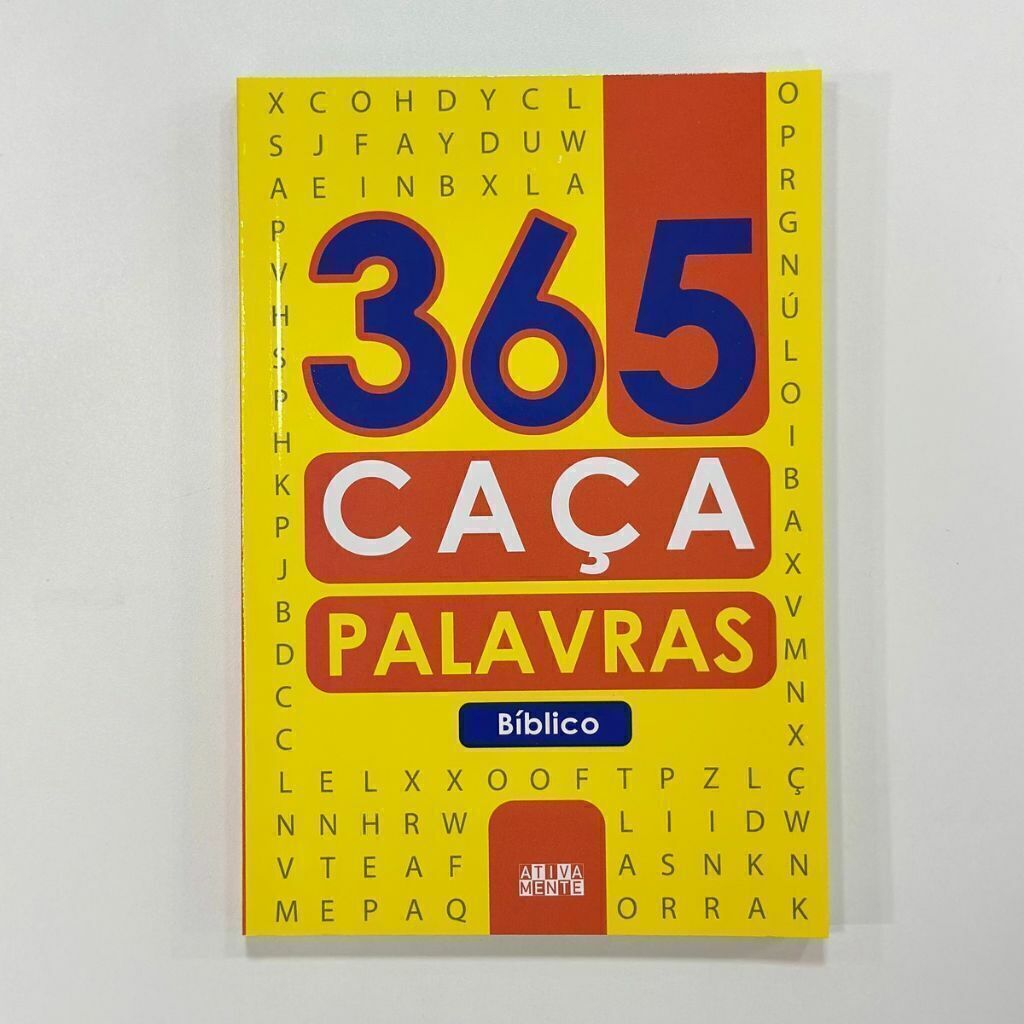 X C O H D Y C L O
S J F A Y D U W P
A E I N B X L A R
P G
V N
H Ú
S L
P O
H I
K B
P A
J X
B V
D M
C N
C X
365
CAÇA
PALAVRAS
Bíblico
L E L X X O O F T P Z L Ç
N N H R W L I I D W
V T E A F A S N K N
M E P A Q O R R A K
ATIVA
MENTE